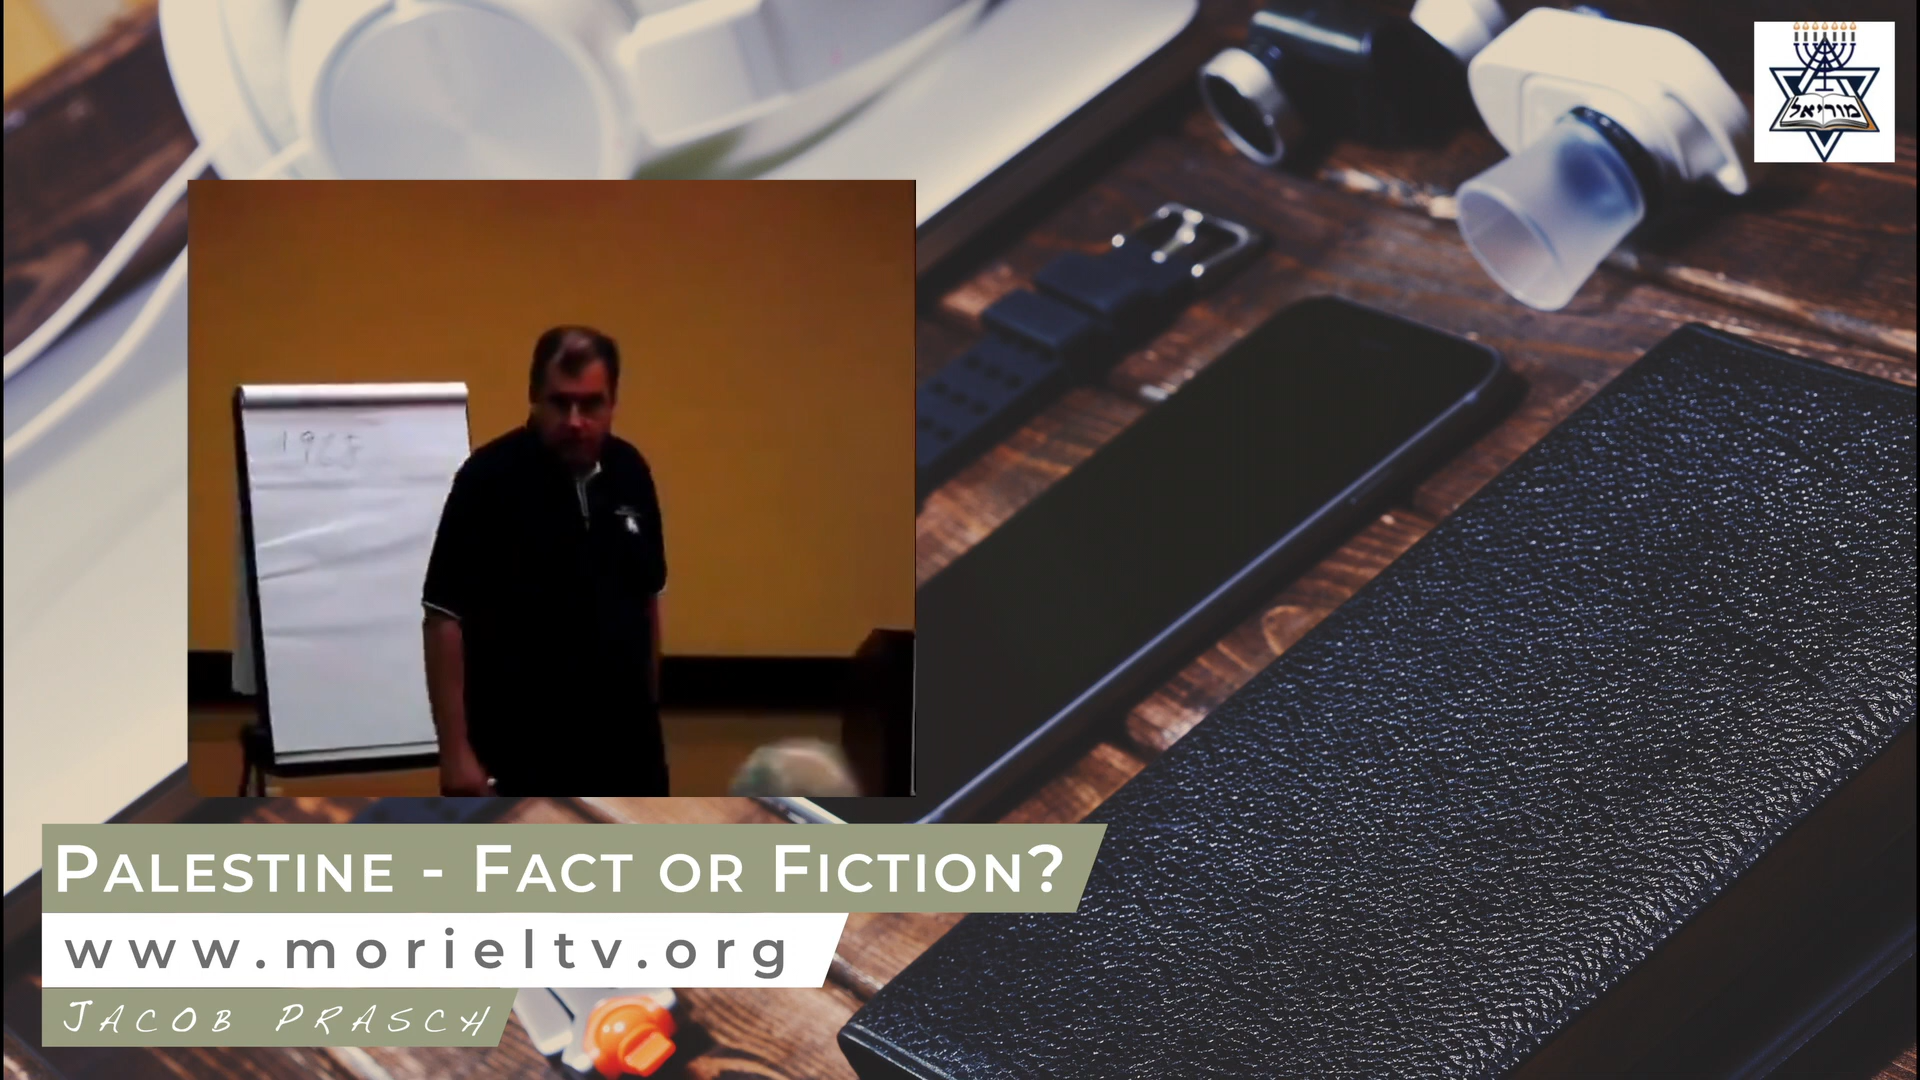 מוריאל
PALESTINE - FACT OR FICTION?
www.morieltv.org
JACOB PRASCH